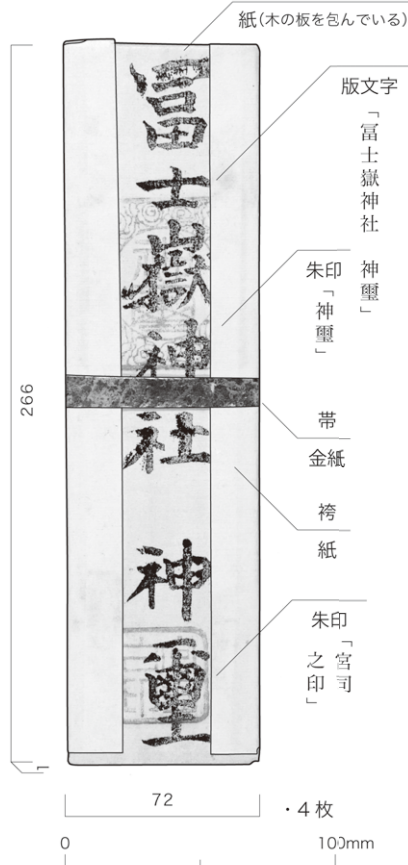 紙(木の板を包んでいる)
版文字
「冨士嶽神社　神璽」
朱印
「神璽」
帯
金紙
袴
紙
朱印
「宮司
之印」
冨士嶽神社　神璽
266
1
72
・4枚
0
100mm